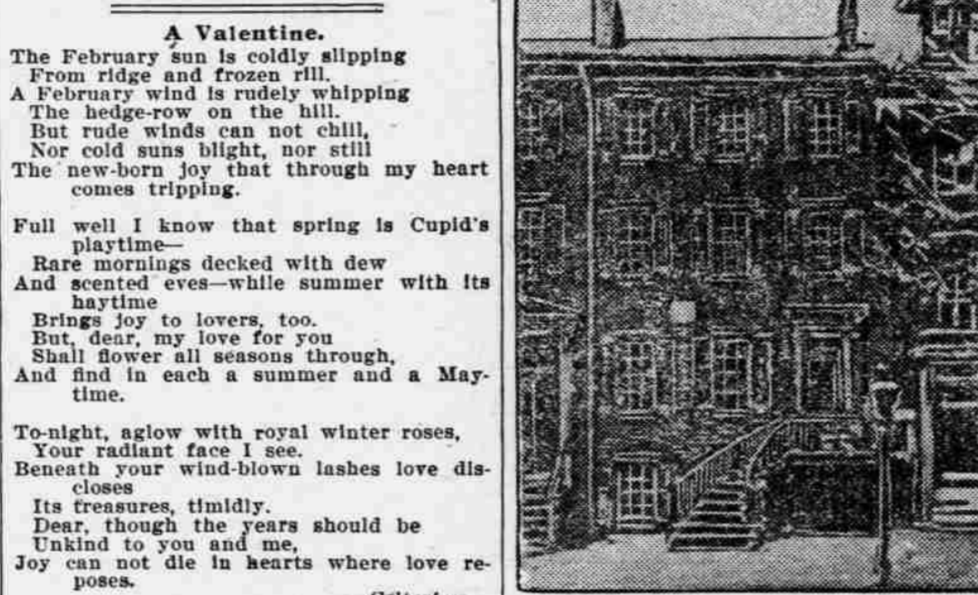 A Valentine.
The February sun is coldly slipping
From ridge and frozen rill.
A February wind is rudely whipping
The hedge-row on the hill.
But rude winds can not chill,
Nor cold suns blight, nor still
The new-born joy that through my heart
comes tripping.
Full well I know that spring is Cupid's
playtime—
Rare mornings decked with dew
And scented eves—while summer with its
haytime
Brings joy to lovers, too.
But, dear, my love for you
Shall flower all seasons through,
And find in each a summer and a May-
time.
To-night, aglow with royal winter roses,
Your radiant face I see.
Beneath your wind-blown lashes love dis-
closes
Its treasures, timidly.
Dear, though the years should be
Unkind to you and me,
Joy can not die in hearts where love re-
poses.